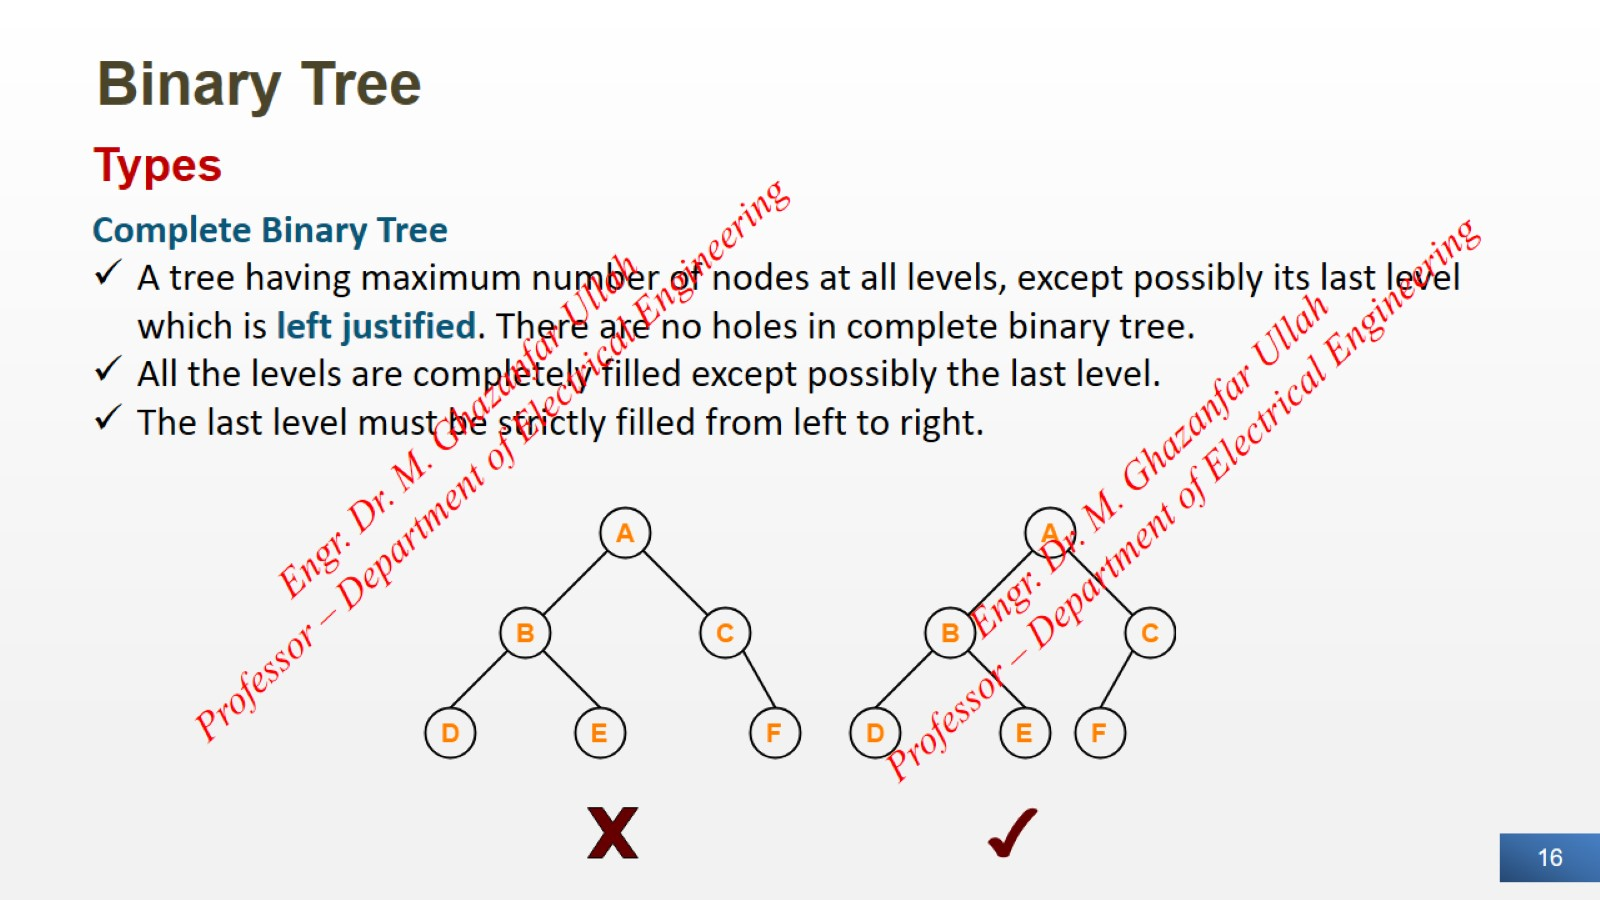 Binary Tree
Types
Complete Binary Tree
✓ A tree having maximum number of nodes at all levels, except possibly its last level
which is left justified. There are no holes in complete binary tree.
✓ All the levels are completely filled except possibly the last level.
✓ The last level must be strictly filled from left to right.
Engr. Dr. M. Ghazanfar Ullah
Professor – Department of Electrical Engineering
Engr. Dr. M. Ghazanfar Ullah
Professor – Department of Electrical Engineering
A
B C
D E F
A
B C
D E F
X ✓
16